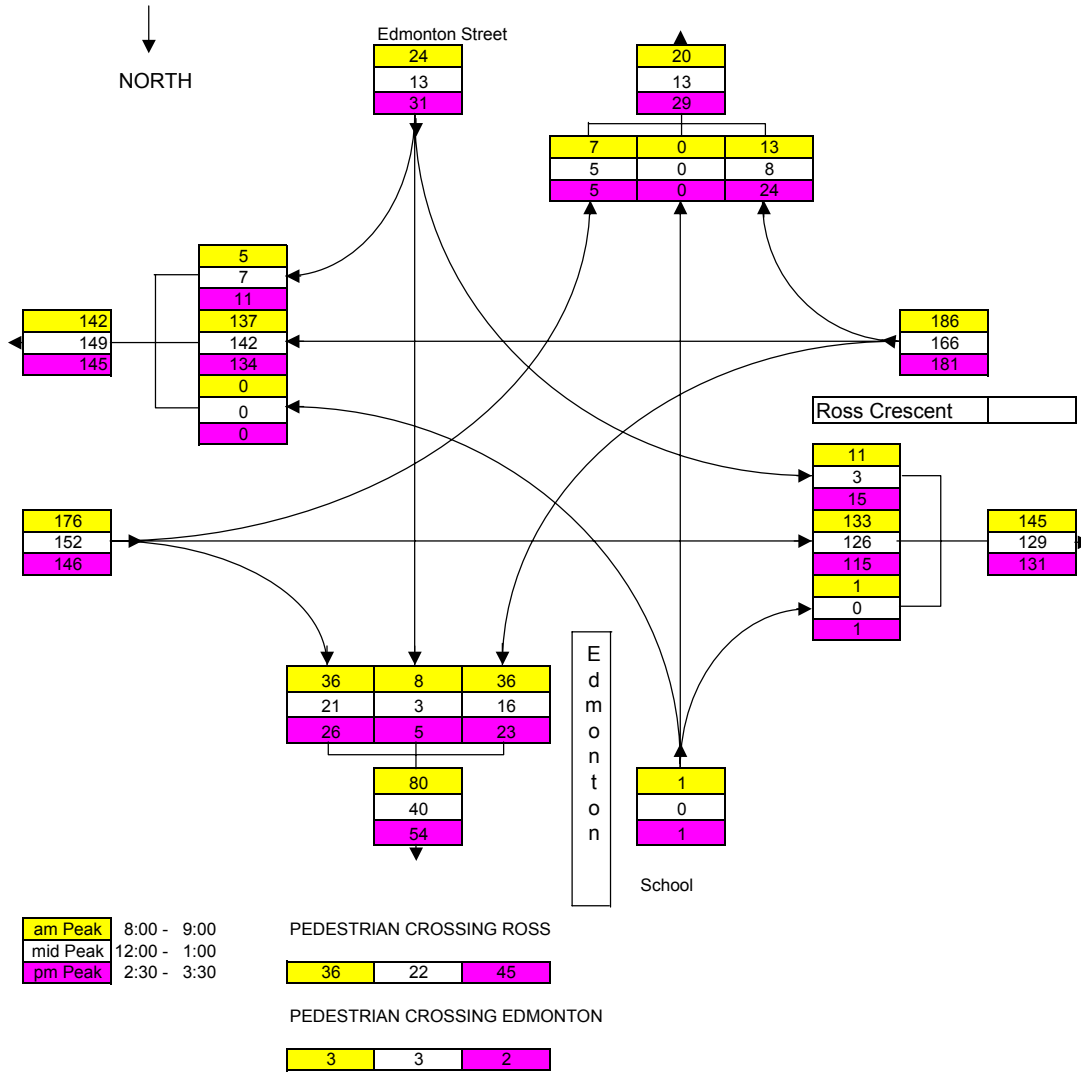 Edmonton Street
NORTH
24
13
31
20
13
29
7 0 13
5 0 8
5 0 24
5
7
11
137
142
134
0
0
0
142
149
145
186
166
181
Ross Crescent
11
3
15
133
126
115
1
0
1
145
129
131
176
152
146
36 8 36
21 3 16
26 5 23
80
40
54
E
d
m
o
n
t
o
n
1
0
1
School
am Peak 8:00 - 9:00
mid Peak 12:00 - 1:00
pm Peak 2:30 - 3:30
PEDESTRIAN CROSSING ROSS
36 22 45
PEDESTRIAN CROSSING EDMONTON
3 3 2